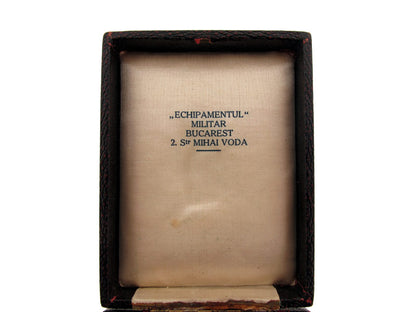 „ECHIPAMENTUL“
MILITAR
BUCAREST
2. Str MIHAI VODA